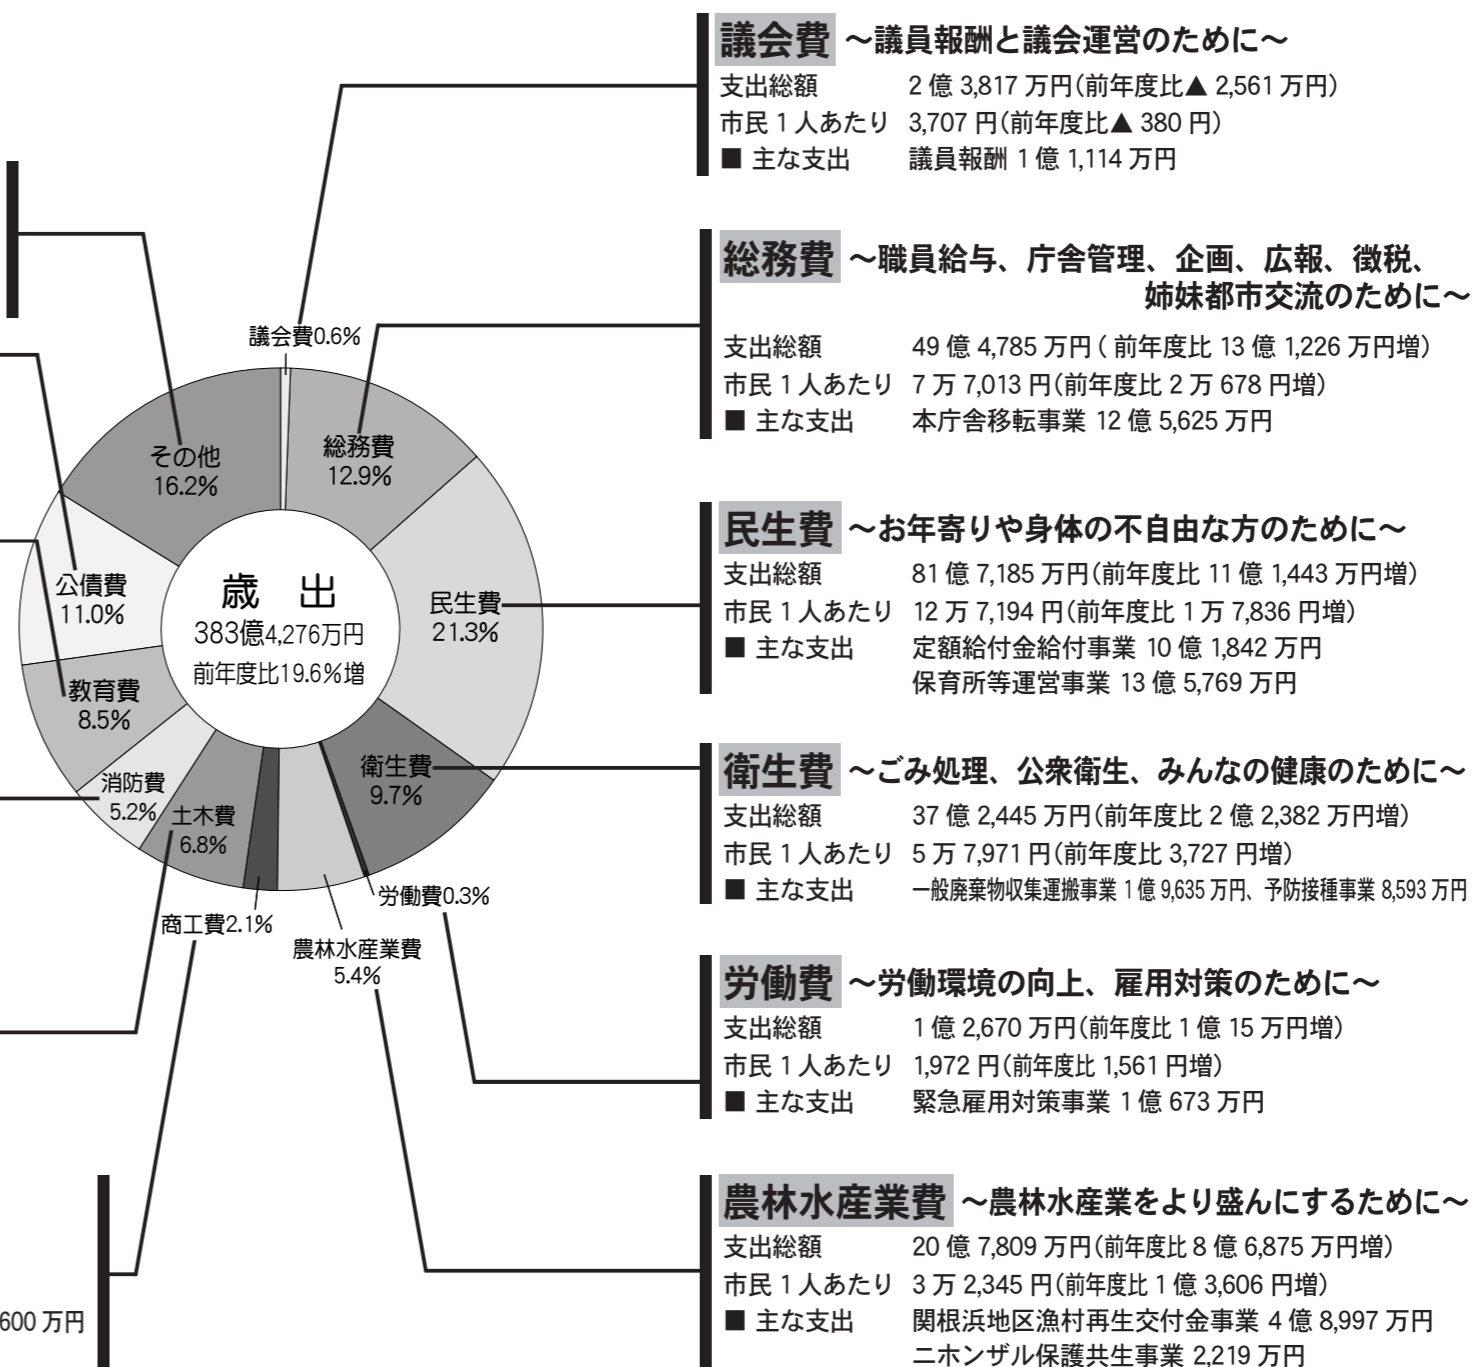 議会費 ～議員報酬と議会運営のために～
支出総額 2億3,817万円(前年度比▲2,561万円)
市民1人あたり 3,707円(前年度比▲380円)
■ 主な支出 議員報酬 1億1,114万円
総務費 ～職員給与、庁舎管理、企画、広報、徴税、
姉妹都市交流のために～
支出総額 49億4,785万円(前年度比13億1,226万円増)
市民1人あたり 7万7,013円(前年度比2万678円増)
■ 主な支出 本庁舎移転事業 12億5,625万円
民生費 ～お年寄りや身体の不自由な方のために～
支出総額 81億7,185万円(前年度比11億1,443万円増)
市民1人あたり 12万7,194円(前年度比1万7,836円増)
■ 主な支出 定額給付金給付事業 10億1,842万円
保育所等運営事業 13億5,769万円
衛生費 ～ごみ処理、公衆衛生、みんなの健康のために～
支出総額 37億2,445万円(前年度比2億2,382万円増)
市民1人あたり 5万7,971円(前年度比3,727円増)
■ 主な支出 一般廃棄物収集運搬事業 1億9,635万円、予防接種事業 8,593万円
労働費 ～労働環境の向上、雇用対策のために～
支出総額 1億2,670万円(前年度比1億15万円増)
市民1人あたり 1,972円(前年度比1,561円増)
■ 主な支出 緊急雇用対策事業 1億673万円
農林水産業費 ～農林水産業をより盛んにするために～
支出総額 20億7,809万円(前年度比8億6,875万円増)
市民1人あたり 3万2,345円(前年度比1億3,606円増)
■ 主な支出 関根浜地区漁村再生交付金事業 4億8,997万円
ニホンザル保護共生事業 2,219万円
歳 出
383億4,276万円
前年度比19.6%増
議会費0.6%
総務費
12.9%
民生費
21.3%
衛生費
9.7%
労働費0.3%
農林水産業費
5.4%
商工費2.1%
土木費
6.8%
消防費
5.2%
教育費
8.5%
公債費
11.0%
その他
16.2%
600万円